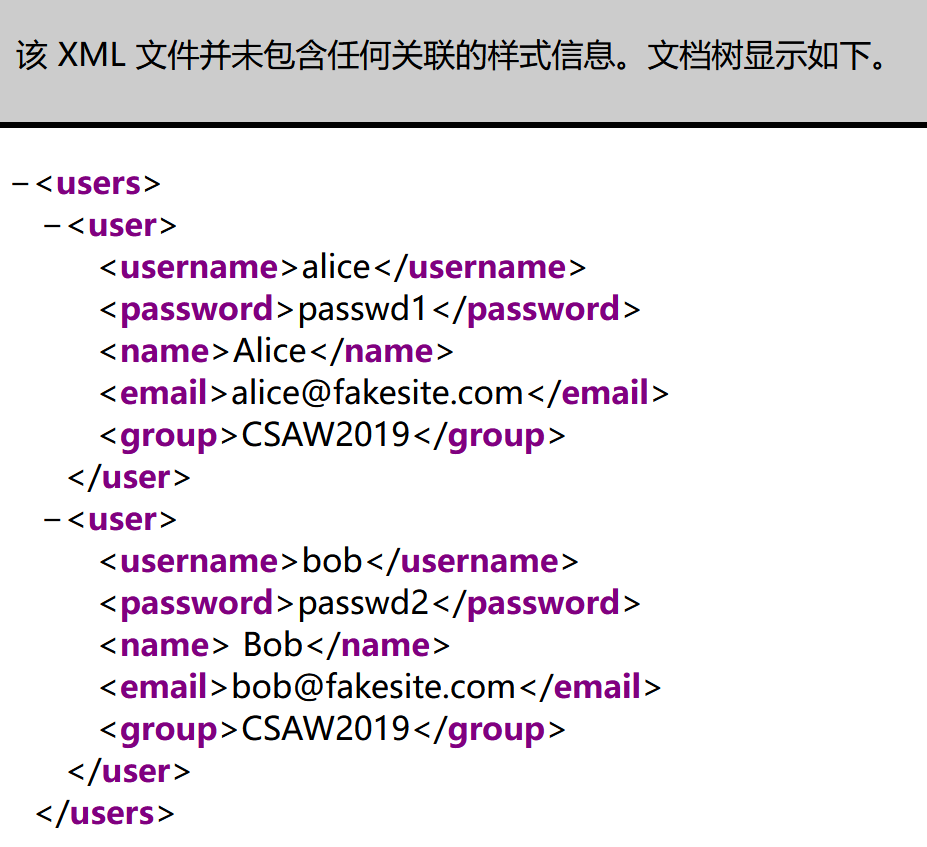 该 XML 文件并未包含任何关联的样式信息。文档树显示如下。
–<users>
–<user>
<username>alice</username>
<password>passwd1</password>
<name>Alice</name>
<email>alice@fakesite.com</email>
<group>CSAW2019</group>
</user>
–<user>
<username>bob</username>
<password>passwd2</password>
<name> Bob</name>
<email>bob@fakesite.com</email>
<group>CSAW2019</group>
</user>
</users>